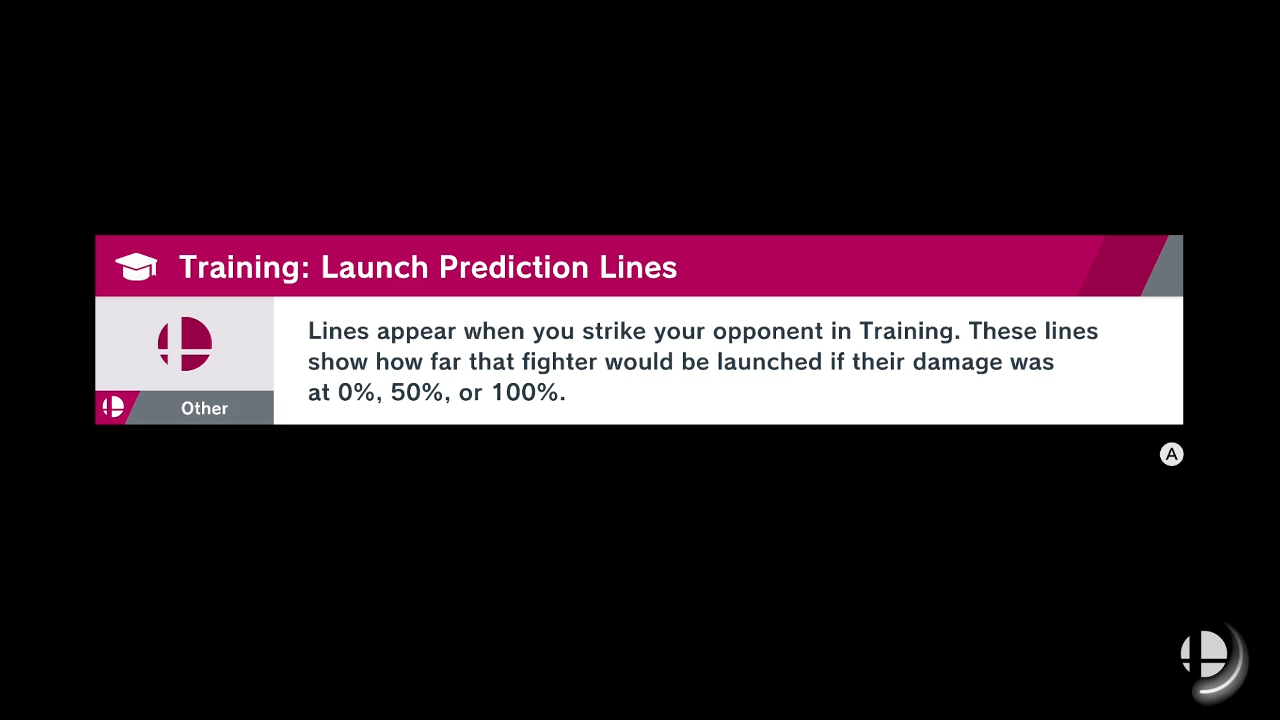 Training: Launch Prediction Lines
Lines appear when you strike your opponent in Training. These lines
show how far that fighter would be launched if their damage was
at 0%, 50%, or 100%.
Other
A